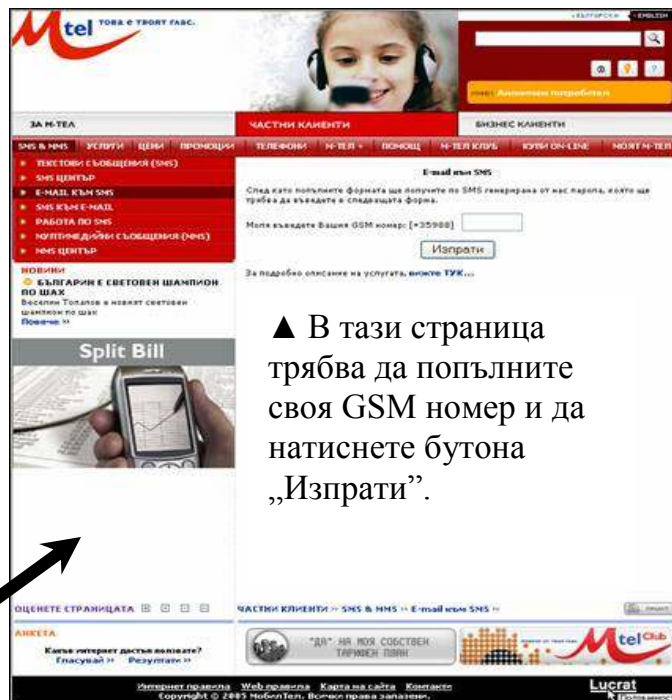 Mtel ТОВА Е ТВОЯТ ГЛАС.
БЪЛГАРСКИ ENGLISH
Анонимен потребител
ЗА М-ТЕЛ
ЧАСТНИ КЛИЕНТИ
БИЗНЕС КЛИЕНТИ
SMS & MMS УСЛУГИ ЦЕНИ ПРОМОЦИИ ТЕЛЕФОНИ М-ТЕЛ + ПОМОЩ М-ТЕЛ КЛУБ КУПИ ON-LINE МОЯТ М-ТЕЛ
ТЕКСТОВИ СЪОБЩЕНИЯ (SMS)
SMS ЦЕНТЪР
E-MAIL КЪМ SMS
SMS КЪМ E-MAIL
РАБОТА ПО SMS
МУЛТИМЕДИЙНИ СЪОБЩЕНИЯ (MMS)
MMS ЦЕНТЪР
E-mail към SMS
След като попълните формата ще получите по SMS генерирана от нас парола, която ще
трябва да въведете в следващата форма.
Моля въведете Вашия GSM номер: [+35988]
Изпрати
За подробно описание на услугата, вижте ТУК...
НОВИНИ
БЪЛГАРИН Е СВЕТОВЕН ШАМПИОН
ПО ШАХ
Веселин Топалов е новият световен
шампион по шах
Повече »
Split Bill
▲ В тази страница
трябва да попълните
своя GSM номер и да
натиснете бутона
„Изпрати”.
ОЦЕНЕТЕ СТРАНИЦАТА
ЧАСТНИ КЛИЕНТИ » SMS & MMS » E-mail към SMS »
АНКЕТА
Какъв интернет достъп ползвате?
Гласувай » Резултати »
"ДА" НА МОЯ СОБСТВЕН
ТАРИФЕН ПЛАН
Mtel Club
Интернет правила Web правила Карта на сайта Контакти
Copyright © 2005 МобилТел. Всички права запазени.
Lucrat